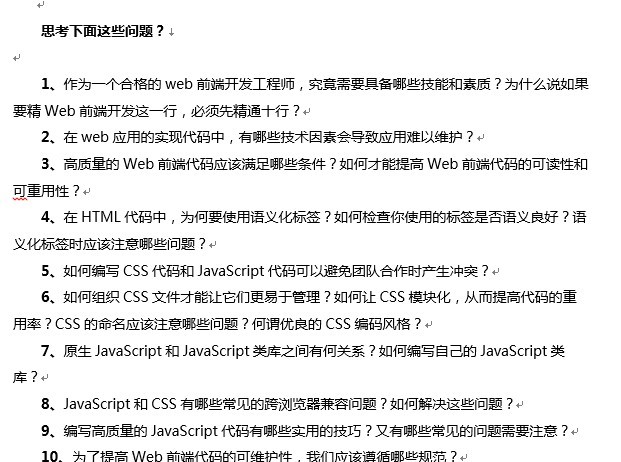 思考下面这些问题？
1、作为一个合格的 web 前端开发工程师，究竟需要具备哪些技能和素质？为什么说如果
要精 Web 前端开发这一行，必须先精通十行？
2、在 web 应用的实现代码中，有哪些技术因素会导致应用难以维护？
3、高质量的 Web 前端代码应该满足哪些条件？如何才能提高 Web 前端代码的可读性和
可重用性？
4、在 HTML 代码中，为何要使用语义化标签？如何检查你使用的标签是否语义良好？语
义化标签时应该注意哪些问题？
5、如何编写 CSS 代码和 JavaScript 代码可以避免团队合作时产生冲突？
6、如何组织 CSS 文件才能让它们更易于管理？如何让 CSS 模块化，从而提高代码的重
用率？CSS 的命名应该注意哪些问题？何谓优良的 CSS 编码风格？
7、原生 JavaScript 和 JavaScript 类库之间有何关系？如何编写自己的 JavaScript 类
库？
8、JavaScript 和 CSS 有哪些常见的跨浏览器兼容问题？如何解决这些问题？
9、编写高质量的 JavaScript 代码有哪些实用的技巧？又有哪些常见的问题需要注意？
10、为了提高 Web 前端代码的可维护性，我们应该遵循哪些规范？